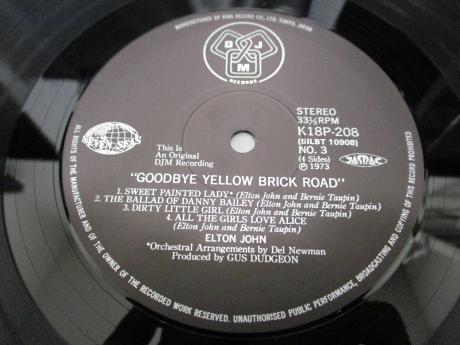 MANUFACTURED BY KING RECORD CO. LTD. TOKYO, JAPAN
DJM
RECORDS
STEREO
33⅓RPM
K18P-208
(SILBT 10908)
NO. 3
(4 Sides)
JASRAC
℗ 1973
SEVEN SEAS
This Is
An Original
DJM Recording
"GOODBYE YELLOW BRICK ROAD"
1. SWEET PAINTED LADY* (Elton John and Bernie Taupin)
2. THE BALLAD OF DANNY BAILEY (Elton John and Bernie Taupin)
3. DIRTY LITTLE GIRL (Elton John and Bernie Taupin)
4. ALL THE GIRLS LOVE ALICE
(Elton John and Bernie Taupin)
ELTON JOHN
*Orchestral Arrangements by Del Newman
Produced by GUS DUDGEON
ALL RIGHTS OF THE MANUFACTURER AND OF THE OWNER OF THE RECORDED WORK RESERVED. UNAUTHORISED PUBLIC PERFORMANCE, BROADCASTING AND COPYING OF THIS RECORD PROHIBITED